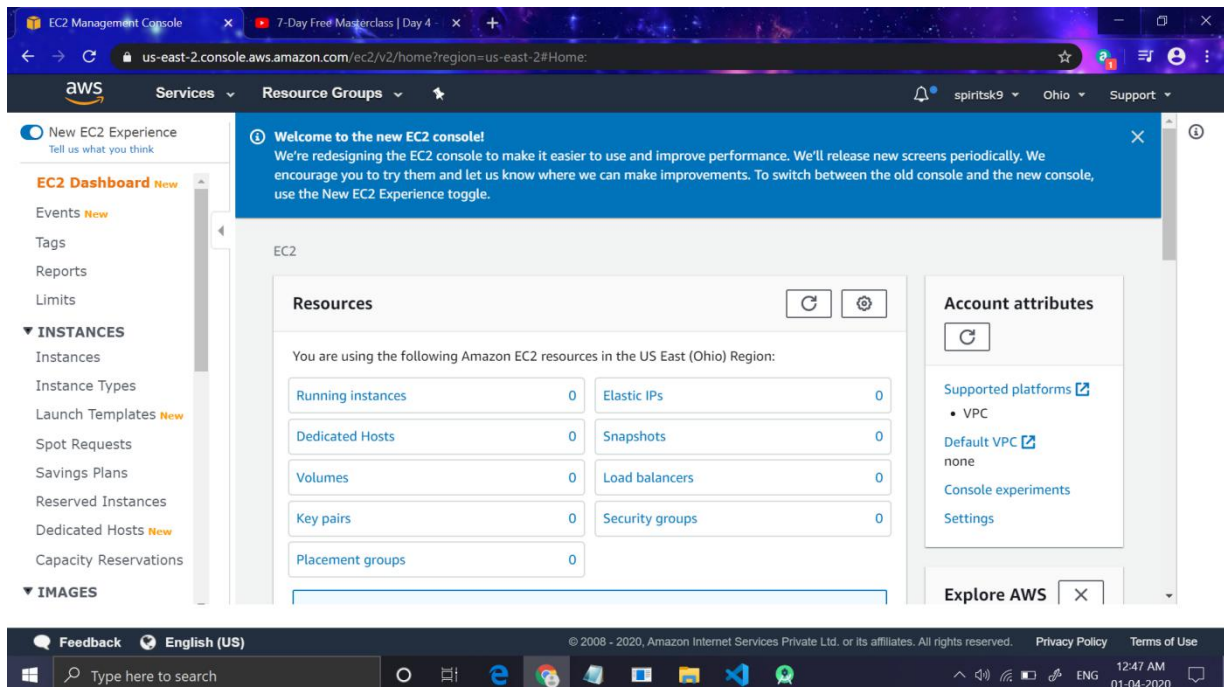 EC2 Management Console
7-Day Free Masterclass | Day 4 -
us-east-2.console.aws.amazon.com/ec2/v2/home?region=us-east-2#Home:
aws
Services
Resource Groups
spiritsk9
Ohio
Support
New EC2 Experience
Tell us what you think
EC2 Dashboard New
Events New
Tags
Reports
Limits
INSTANCES
Instances
Instance Types
Launch Templates New
Spot Requests
Savings Plans
Reserved Instances
Dedicated Hosts New
Capacity Reservations
IMAGES
Welcome to the new EC2 console!
We're redesigning the EC2 console to make it easier to use and improve performance. We'll release new screens periodically. We
encourage you to try them and let us know where we can make improvements. To switch between the old console and the new console,
use the New EC2 Experience toggle.
EC2
Resources
You are using the following Amazon EC2 resources in the US East (Ohio) Region:
Running instances 0
Elastic IPs 0
Dedicated Hosts 0
Snapshots 0
Volumes 0
Load balancers 0
Key pairs 0
Security groups 0
Placement groups 0
Account attributes
Supported platforms
• VPC
Default VPC
none
Console experiments
Settings
Explore AWS
Feedback
English (US)
© 2008 - 2020, Amazon Internet Services Private Ltd. or its affiliates. All rights reserved.
Privacy Policy
Terms of Use
Type here to search
ENG
12:47 AM
01-04-2020